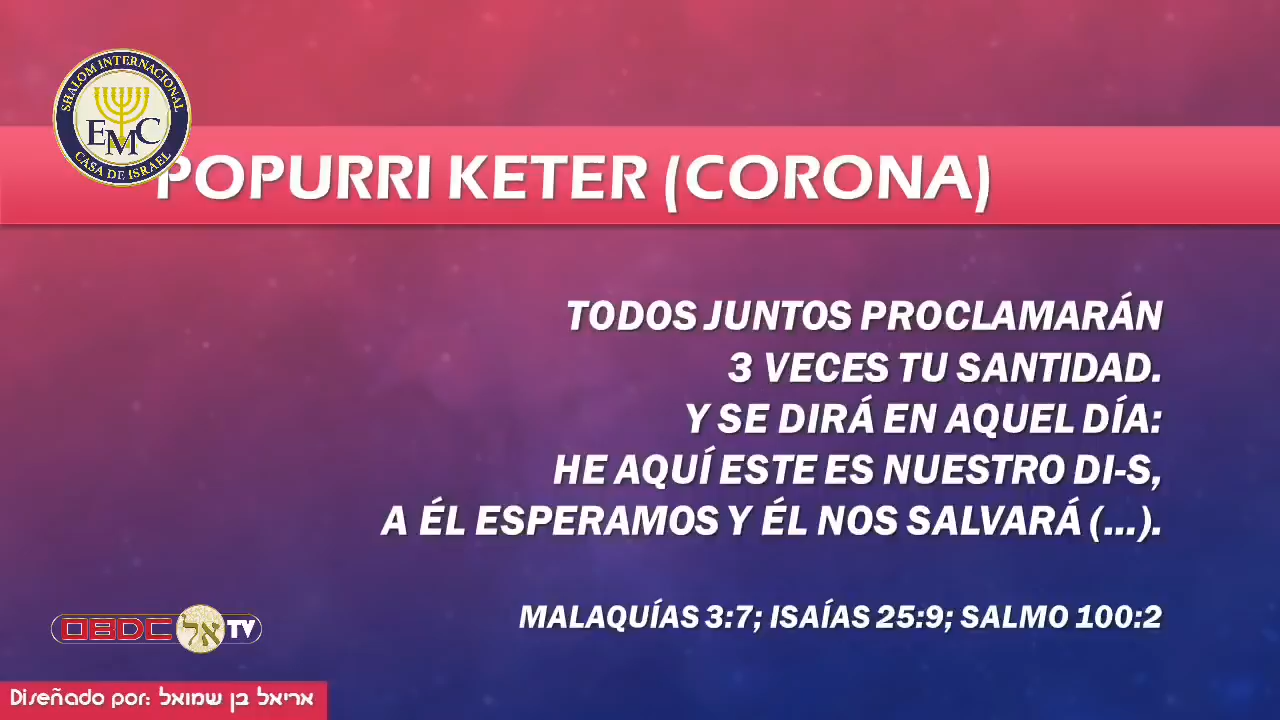 SHALOM INTERNACIONAL
EMC
CASA DE ISRAEL
POPURRI KETER (CORONA)
TODOS JUNTOS PROCLAMARÁN
3 VECES TU SANTIDAD.
Y SE DIRÁ EN AQUEL DÍA:
HE AQUÍ ESTE ES NUESTRO DI-S,
A ÉL ESPERAMOS Y ÉL NOS SALVARÁ (...).
MALAQUÍAS 3:7; ISAÍAS 25:9; SALMO 100:2
OBDC אל TV
Diseñado por: אריאל בן שמואל